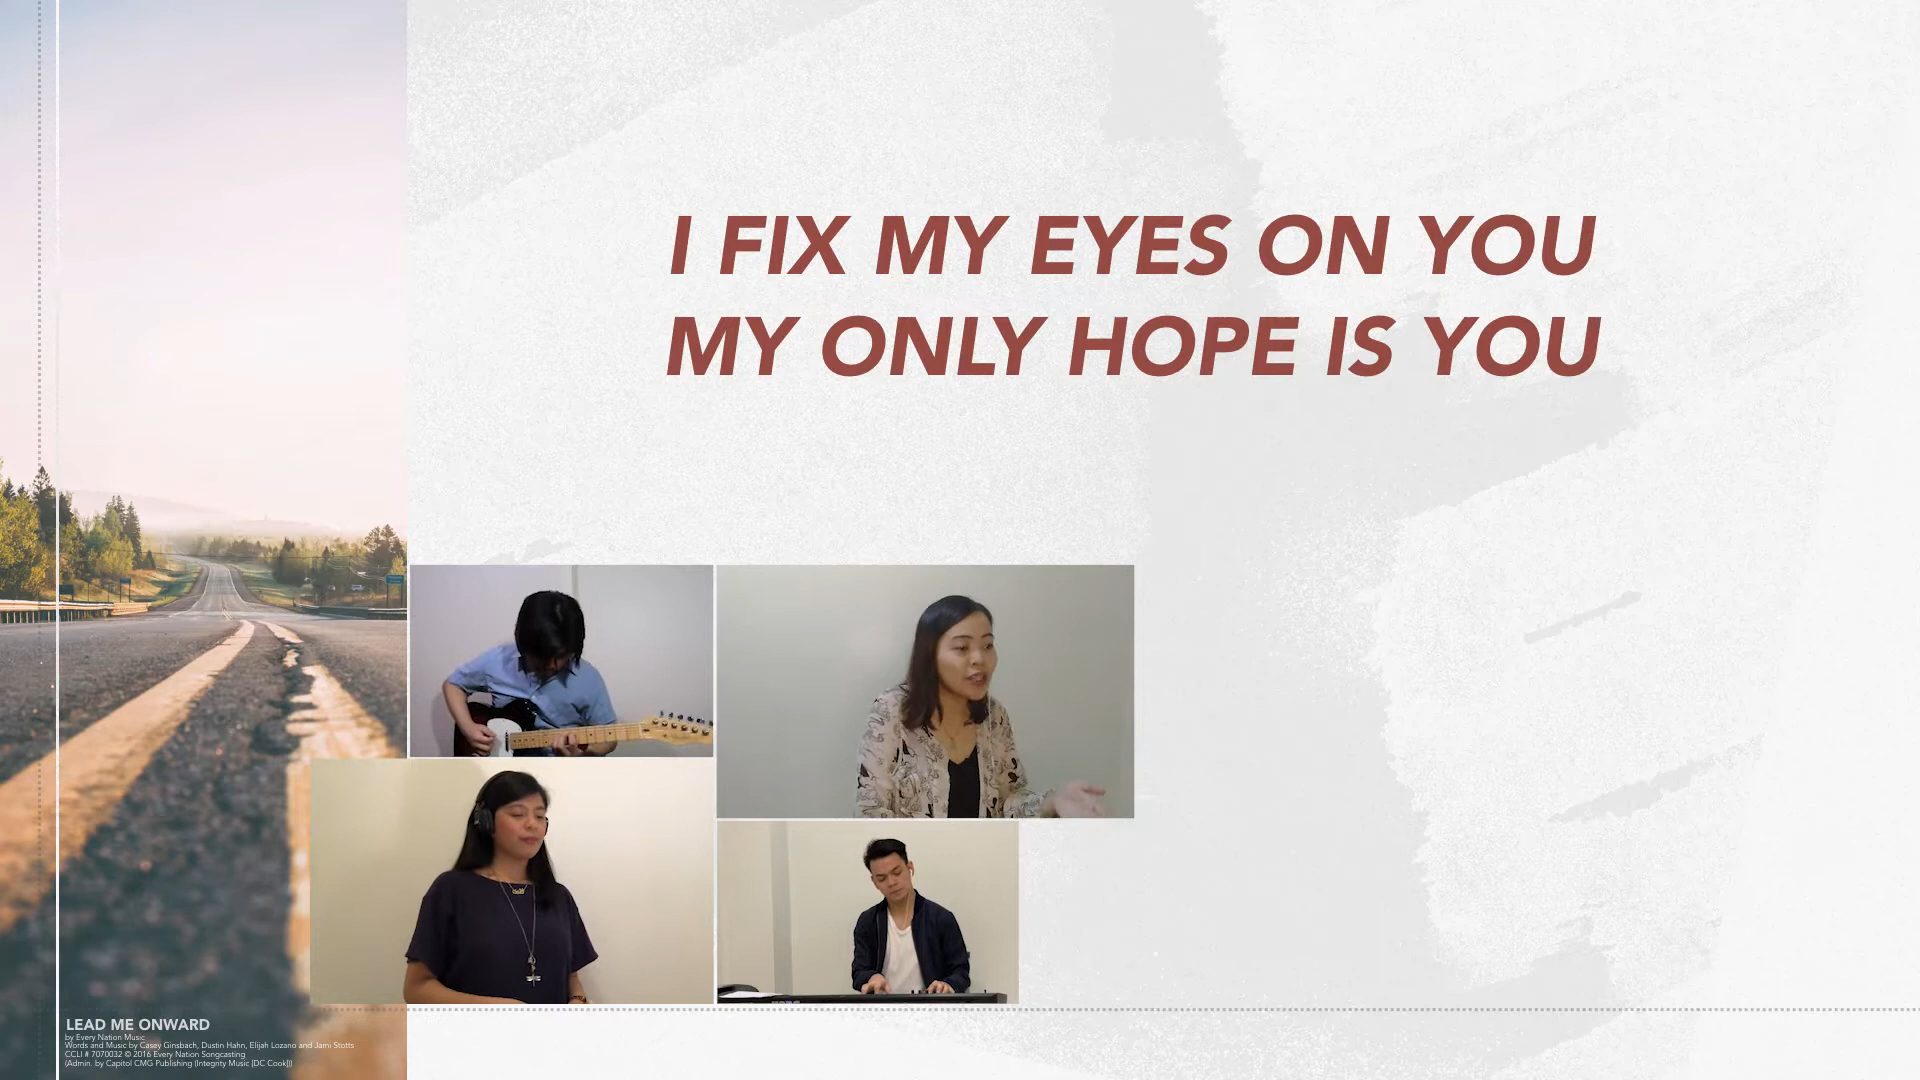 I FIX MY EYES ON YOU
MY ONLY HOPE IS YOU
LEAD ME ONWARD
by Every Nation Music
Words and Music by Casey Ginsbach, Dustin Hahn, Elijah Lozano and Jami Stotts
CCLI # 7070032 © 2016 Every Nation Songcasting
(Admin. by Capitol CMG Publishing (Integrity Music [DC Cook]))